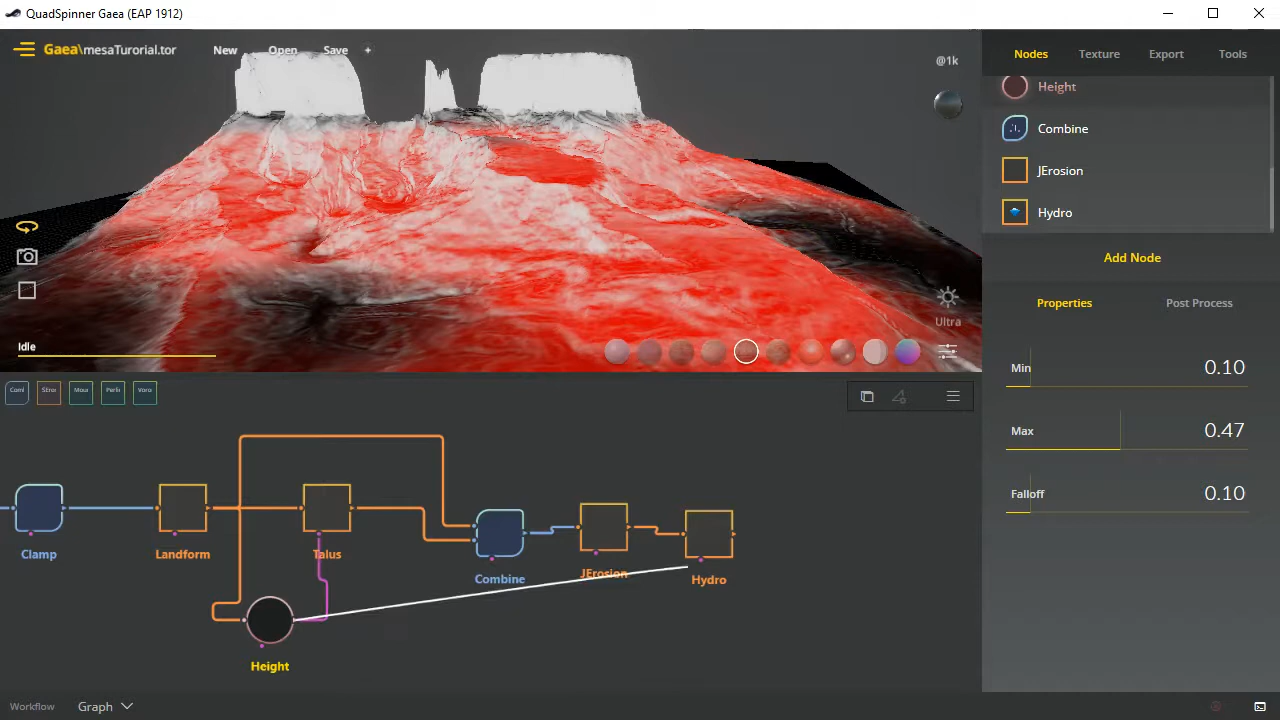 QuadSpinner Gaea (EAP 1912)
Gaea\mesaTurorial.tor
New Open Save +
@1k
Nodes Texture Export Tools
Height
Combine
JErosion
Hydro
Add Node
Properties Post Process
Min 0.10
Max 0.47
Falloff 0.10
Ultra
Idle
Clamp
Landform
Talus
Combine
JErosion
Hydro
Height
Workflow Graph